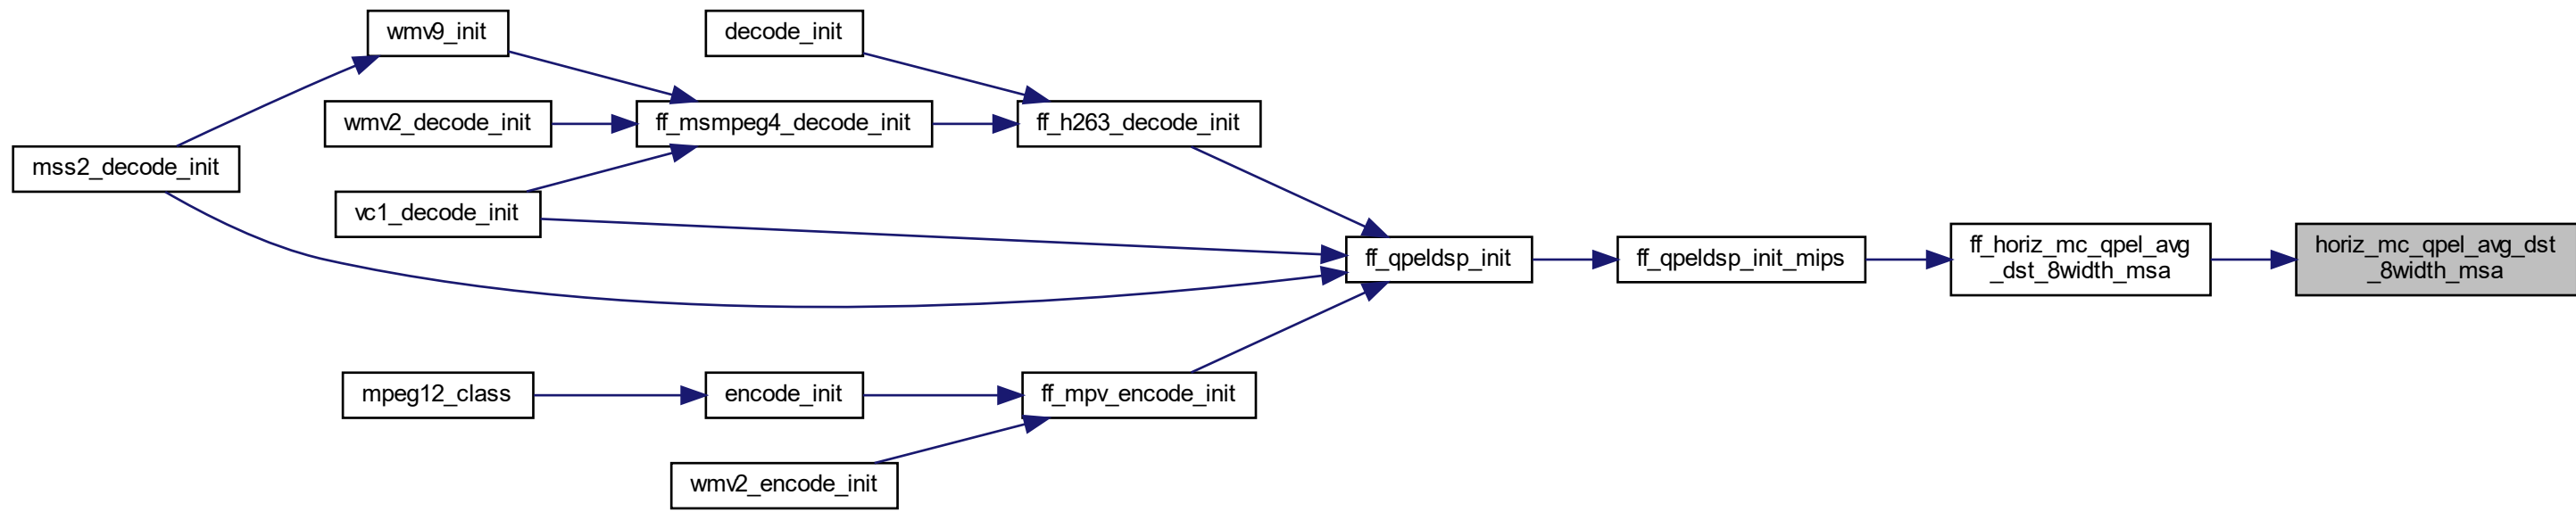 wmv9_init
decode_init
wmv2_decode_init
ff_msmpeg4_decode_init
ff_h263_decode_init
mss2_decode_init
vc1_decode_init
ff_qpeldsp_init
ff_qpeldsp_init_mips
ff_horiz_mc_qpel_avg
_dst_8width_msa
horiz_mc_qpel_avg_dst
_8width_msa
mpeg12_class
encode_init
ff_mpv_encode_init
wmv2_encode_init